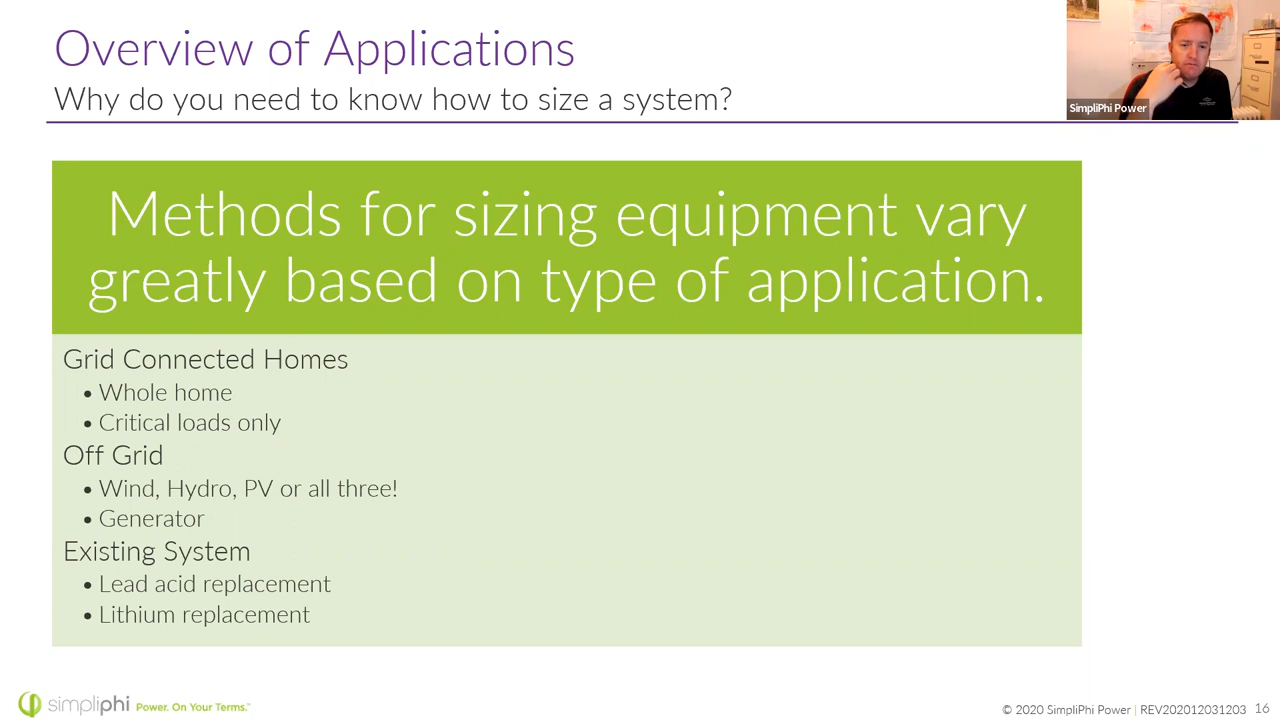 Overview of Applications
Why do you need to know how to size a system?
SimpliPhi Power
Methods for sizing equipment vary
greatly based on type of application.
Grid Connected Homes
• Whole home
• Critical loads only
Off Grid
• Wind, Hydro, PV or all three!
• Generator
Existing System
• Lead acid replacement
• Lithium replacement
simpliphi Power. On Your Terms.™
© 2020 SimpliPhi Power | REV202012031203 16